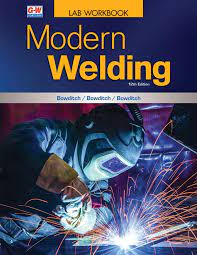 G-W
LAB WORKBOOK
Modern
Welding
12th Edition
Bowditch / Bowditch / Bowditch